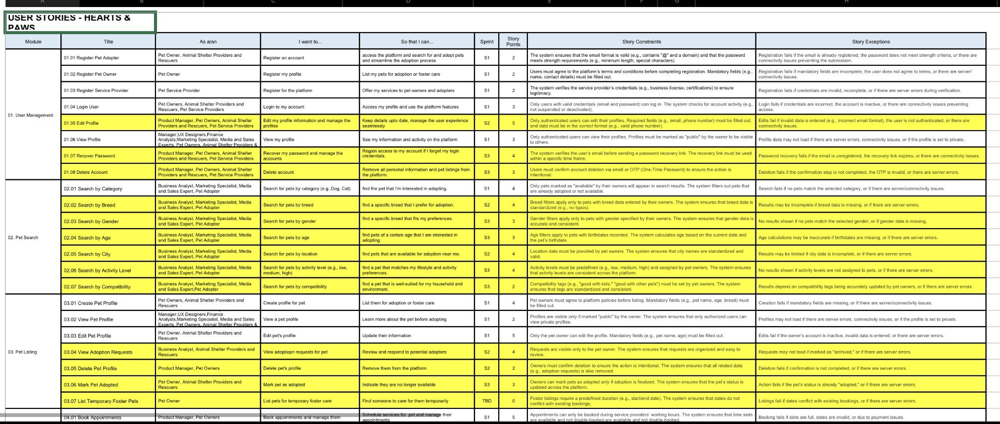 A B C D E F G H
USER STORIES - HEARTS &
PAWS
Module Title As a/an I want to... So that I can... Sprint Story Points Story Constraints Story Exceptions
01. User Management
01.01 Register Pet Adopter
Pet Owner, Animal Shelter Providers and
Rescuers
Register an account
access the platform and search for and adopt pets
and streamline the adoption process
S1
2
The system ensures that the email format is valid (e.g., contains "@" and a domain) and that the password
meets strength requirements (e.g., minimum length, special characters).
Registration fails if the email is already registered, the password does not meet strength criteria, or there are
connectivity issues preventing the submission.
01.02 Register Pet Owner
Pet Owner
Register my profile
List my pets for adoption or foster care
S1
2
Users must agree to the platform's terms and conditions before completing registration. Mandatory fields (e.g.,
name, contact details) must be filled out.
Registration fails if mandatory fields are incomplete, the user does not agree to terms, or there are server/
connectivity issues.
01.03 Register Service Provider
Pet Service Provider
Register for the platform
Offer my services to pet owners and adopters
S1
2
The system verifies the service provider's credentials (e.g., business license, certifications) to ensure
legitimacy.
Registration fails if credentials are invalid, incomplete, or if there are server errors during verification.
01.04 Login User
Pet Owners, Animal Shelter Providers and
Rescuers, Pet Service Providers
Login to my account
Access my profile and use the platform features
S1
3
Only users with valid credentials (email and password) can log in. The system checks for account activity (e.g.,
not suspended or deactivated).
Login fails if credentials are incorrect, the account is inactive, or there are connectivity issues preventing
access.
01.05 Edit Profile
Product Manager, Pet Owners, Animal Shelter
Providers and Rescuers, Pet Service Providers
Edit my profile information and manage the
profiles
Keep details upto date, manage the user experience
seamlessly
S2
5
Only authenticated users can edit their profiles. Required fields (e.g., email, phone number) must be filled out,
and data must be in the correct format (e.g., valid phone number).
Edits fail if invalid data is entered (e.g., incorrect email format), the user is not authenticated, or there are
connectivity issues.
01.06 View Profile
Manager,UX Designers,Finance
Analysts,Marketing Specialist, Media and Sales
Experts, Pet Owners, Animal Shelter Providers &
View my profile
See my information and activity on the platform
S1
3
Only authenticated users can view their profiles. Profiles must be marked as "public" by the owner to be visible
to others.
Profile data may not load if there are server errors, connectivity issues, or if the profile is set to private.
01.07 Recover Password
Product Manager, Pet Owners, Animal Shelter
Providers and Rescuers, Pet Service Providers
Recover my password and manage the
accounts
Regain access to my account if I forget my login
credentials.
S3
4
The system verifies the user's email before sending a password recovery link. The recovery link must be used
within a specific time frame.
Password recovery fails if the email is unregistered, the recovery link expires, or there are connectivity issues.
01.08 Delete Account
Product Manager, Pet Owners, Animal Shelter
Providers and Rescuers, Pet Service Providers
Delete account
Remove all personal information and pet listings from
the platform.
S3
3
Users must confirm account deletion via email or OTP (One-Time Password) to ensure the action is
intentional.
Deletion fails if the confirmation step is not completed, the OTP is invalid, or there are server errors.
02. Pet Search
02.01 Search by Category
Business Analyst, Marketing Specialist, Media
and Sales Expert, Pet Adopter
Search for pets by category (e.g.,Dog, Cat)
find the pet that I'm interested in adopting.
S1
4
Only pets marked as "available" by their owners will appear in search results. The system filters out pets that
are already adopted or not available.
Search fails if no pets match the selected category, or if there are server/connectivity issues.
02.02 Search by Breed
Business Analyst, Marketing Specialist, Media
and Sales Expert, Pet Adopter
Search for pets by breed
find a specific breed that I prefer for adoption.
S2
4
Breed filters apply only to pets with breed data entered by their owners. The system ensures that breed data is
standardized (e.g., no typos).
Results may be incomplete if breed data is missing, or if there are server errors.
02.03 Search by Gender
Business Analyst, Marketing Specialist, Media
and Sales Expert, Pet Adopter
Search for pets by gender
find a specific breed that fits my preferences.
S3
3
Gender filters apply only to pets with gender specified by their owners. The system ensures that gender data is
accurate and consistent.
No results shown if no pets match the selected gender, or if gender data is missing.
02.04 Search by Age
Business Analyst, Marketing Specialist, Media
and Sales Expert, Pet Adopter
Search for pets by age
find pets of a certain age that I am interested in
adopting.
S3
3
Age filters apply to pets with birthdates recorded. The system calculates age based on the current date and
the pet's birthdate.
Age calculations may be inaccurate if birthdates are missing, or if there are server errors.
02.05 Search by City
Business Analyst, Marketing Specialist, Media
and Sales Expert, Pet Adopter
Search for pets by location
find pets that are available for adoption near me.
S2
4
Location data must be provided by pet owners. The system ensures that city names are standardized and
valid.
Results may be limited if city data is incomplete, or if there are server errors.
02.06 Search by Activity Level
Business Analyst, Marketing Specialist, Media
and Sales Expert, Pet Adopter
Search for pets by activity level (e.g., low,
medium, high)
find a pet that matches my lifestyle and activity
preferences.
S3
4
Activity levels must be predefined (e.g., low, medium, high) and assigned by pet owners. The system ensures
that activity levels are consistent across the platform.
No results shown if activity levels are not assigned to pets, or if there are server errors.
02.07 Search by Compatibility
Business Analyst, Marketing Specialist, Media
and Sales Expert,Pet Adopter
Search for pets by compatibility
find a pet that is well-suited for my household and
environment.
S3
2
Compatibility tags (e.g., "good with kids," "good with other pets") must be set by pet owners. The system
ensures that tags are standardized and consistent.
Results depend on compatibility tags being accurately updated by pet owners, or if there are server errors.
03. Pet Listing
03.01 Create Pet Profile
Pet Owners, Animal Shelter Providers and
Rescuers
Create profile for pet
List them for adoption or foster care
S1
4
Pet owners must agree to platform policies before listing. Mandatory fields (e.g., pet name, age, breed) must
be filled out.
Creation fails if mandatory fields are missing, or if there are server/connectivity issues.
03.02 View Pet Profile
Manager,UX Designers,Finance
Analysts,Marketing Specialist, Media and Sales
Experts, Pet Owners, Animal Shelter Providers &
View a pet profile
Learn more about the pet before adopting
S1
2
Profiles are visible only if marked "public" by the owner. The system ensures that only authorized users can
view private profiles.
Profiles may not load if there are server errors, connectivity issues, or if the profile is set to private.
03.03 Edit Pet Profile
Pet Owner, Animal Shelter Providers and
Rescuers
Edit pet's profile
Update their information
S1
5
Only the pet owner can edit the profile. Mandatory fields (e.g., pet name, age) must be filled out.
Edits fail if the owner's account is inactive, invalid data is entered, or there are server errors.
03.04 View Adoption Requests
Business Analyst, Animal Shelter Providers and
Rescuers
View adoptiopn requests for pet
Review and respond to potential adopters
S2
4
Requests are visible only to the pet owner. The system ensures that requests are organized and easy to
review.
Requests may not load if marked as "archived," or if there are server errors.
03.05 Delete Pet Profile
Product Manager, Pet Owners
Delete pet's profile
Remove them from the platform
S2
2
Owners must confirm deletion to ensure the action is intentional. The system ensures that all related data
(e.g., adoption requests) is also removed.
Deletion fails if confirmation is not completed, or if there are server errors.
03.06 Mark Pet Adopted
Pet Owner, Animal Shelter Providers and
Rescuers
Mark pet as adopted
Indicate they are no longer available
S3
3
Owners can mark pets as adopted only if adoption is finalized. The system ensures that the pet's status is
updated across the platform.
Action fails if the pet's status is already "adopted," or if there are server errors.
03.07 List Temporary Foster Pets
Pet Owner
List pets for temporary foster care
Find someone to care for them temporarily
TBD
0
Foster listings require a predefined duration (e.g., start/end date). The system ensures that dates do not
conflict with existing bookings.
Listings fail if dates conflict with existing bookings, or if there are server errors.
04.01 Book Appointments
Product Manager, Pet Owners
Book appointments and manage them
Schedule services for pet and manage their
appointments
S1
5
Appointments can only be booked during service providers' working hours. The system ensures that time slots
are available and not double-booked.are available and not double-booked.
Booking fails if slots are full, dates are invalid, or due to payment issues.